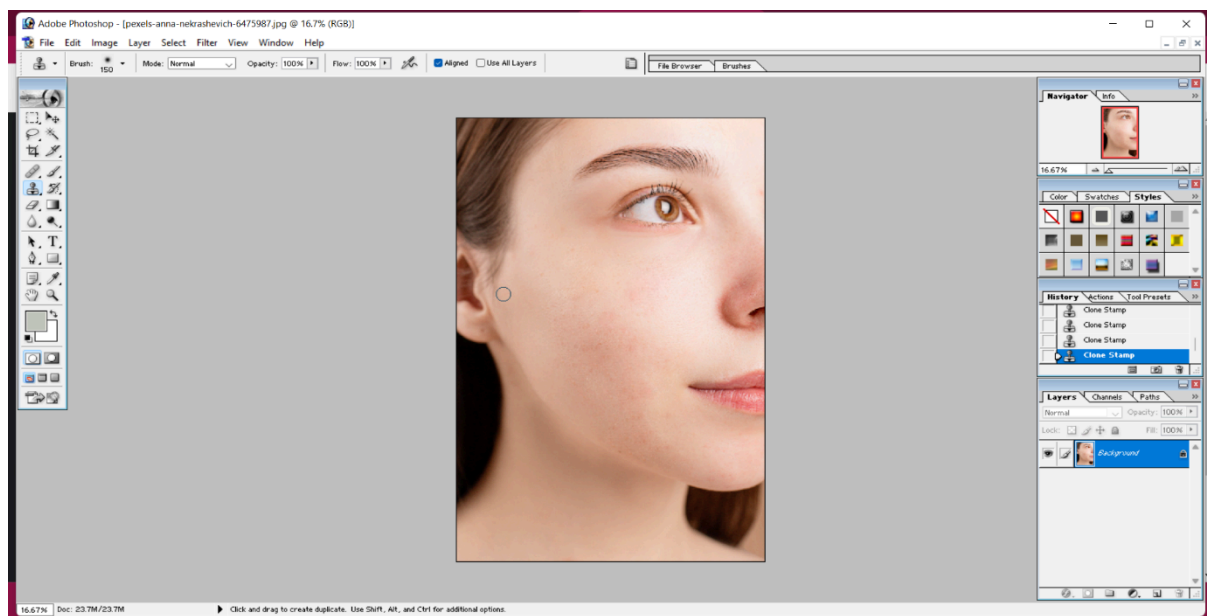 Adobe Photoshop - [pexels-anna-nekrashevich-6475987.jpg @ 16.7% (RGB)]
File Edit Image Layer Select Filter View Window Help
Brush: 150 Mode: Normal Opacity: 100% Flow: 100% Aligned Use All Layers File Browser Brushes
Navigator Info
16.67%
Color Swatches Styles
History Actions Tool Presets
Clone Stamp
Clone Stamp
Clone Stamp
Clone Stamp
Layers Channels Paths
Normal Opacity: 100%
Lock: Fill: 100%
Background
16.67% Doc: 23.7M/23.7M Click and drag to create duplicate. Use Shift, Alt, and Ctrl for additional options.